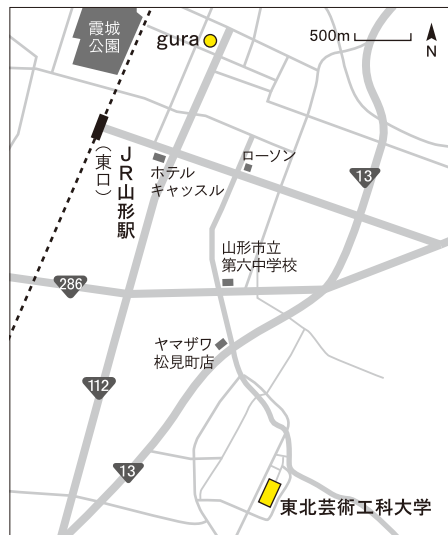 霞城
公園
gura
500m
N
JR山形駅
(東口)
ホテル
キャッスル
ローソン
13
山形市立
第六中学校
286
ヤマザワ
松見町店
112
13
東北芸術工科大学